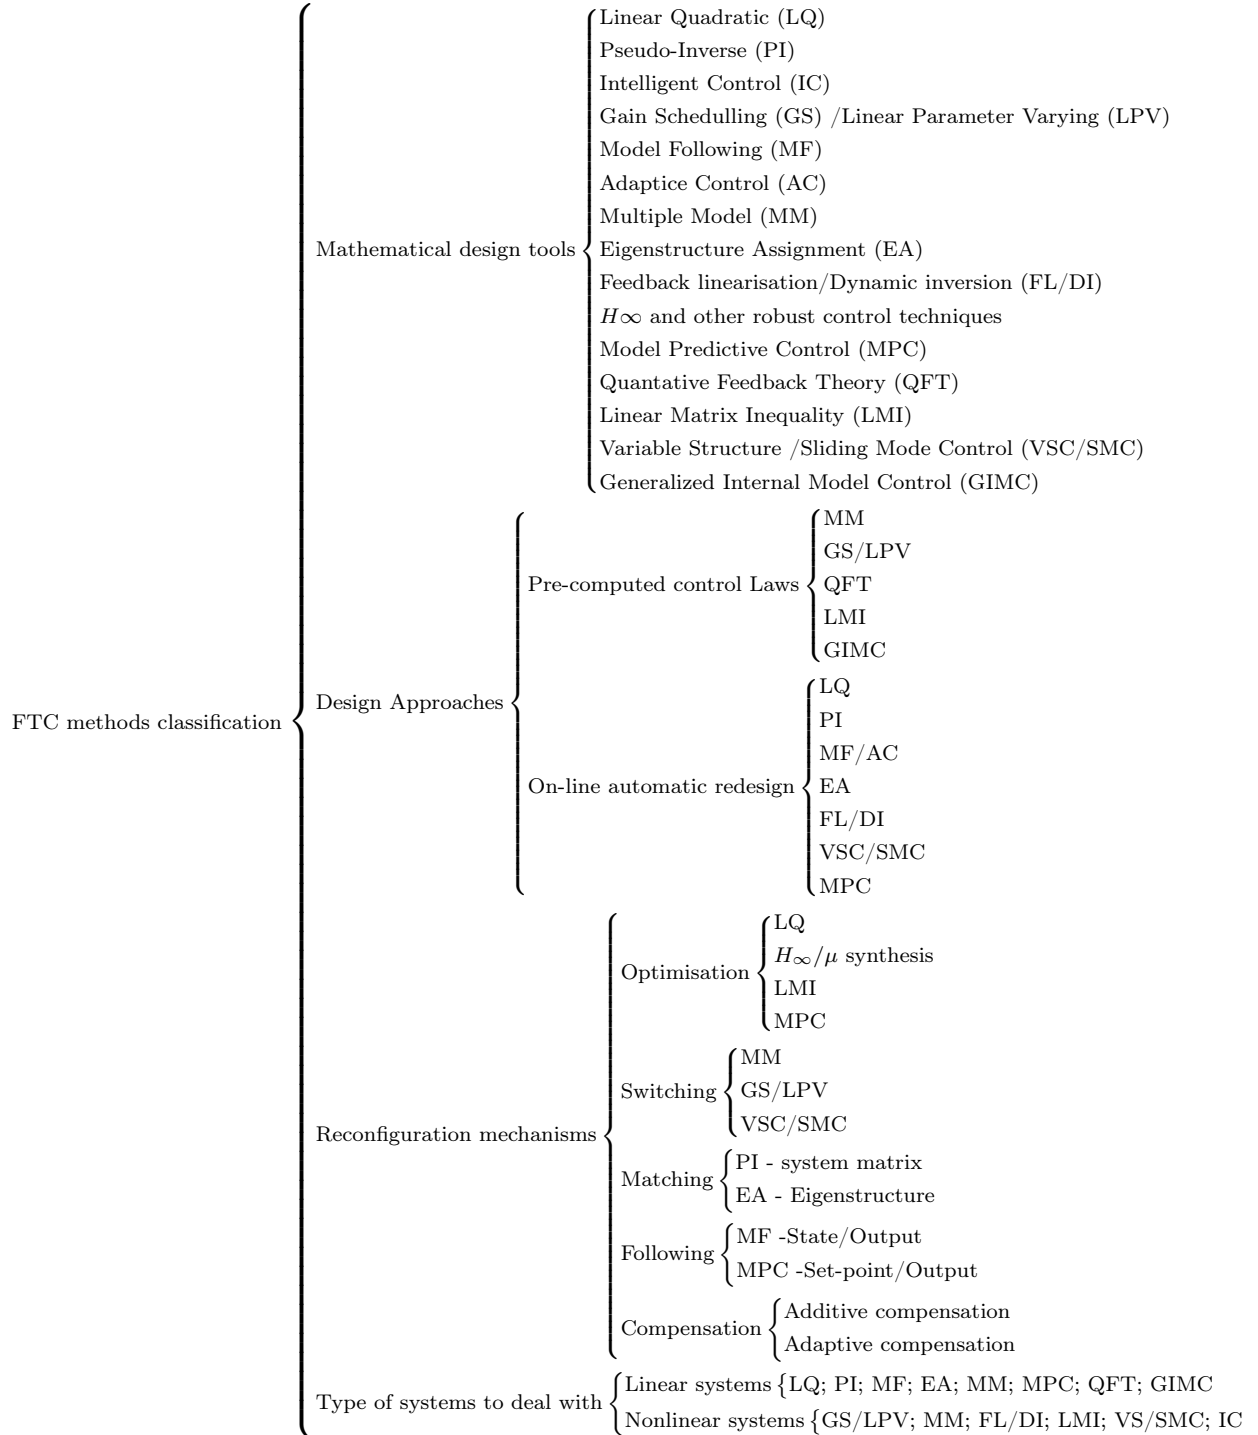 FTC methods classification
Mathematical design tools
Linear Quadratic (LQ)
Pseudo-Inverse (PI)
Intelligent Control (IC)
Gain Schedulling (GS) /Linear Parameter Varying (LPV)
Model Following (MF)
Adaptice Control (AC)
Multiple Model (MM)
Eigenstructure Assignment (EA)
Feedback linearisation/Dynamic inversion (FL/DI)
H∞ and other robust control techniques
Model Predictive Control (MPC)
Quantative Feedback Theory (QFT)
Linear Matrix Inequality (LMI)
Variable Structure /Sliding Mode Control (VSC/SMC)
Generalized Internal Model Control (GIMC)
Design Approaches
Pre-computed control Laws
MM
GS/LPV
QFT
LMI
GIMC
On-line automatic redesign
LQ
PI
MF/AC
EA
FL/DI
VSC/SMC
MPC
Reconfiguration mechanisms
Optimisation
LQ
H∞/μ synthesis
LMI
MPC
Switching
MM
GS/LPV
VSC/SMC
Matching
PI - system matrix
EA - Eigenstructure
Following
MF -State/Output
MPC -Set-point/Output
Compensation
Additive compensation
Adaptive compensation
Type of systems to deal with
Linear systems {LQ; PI; MF; EA; MM; MPC; QFT; GIMC
Nonlinear systems {GS/LPV; MM; FL/DI; LMI; VS/SMC; IC